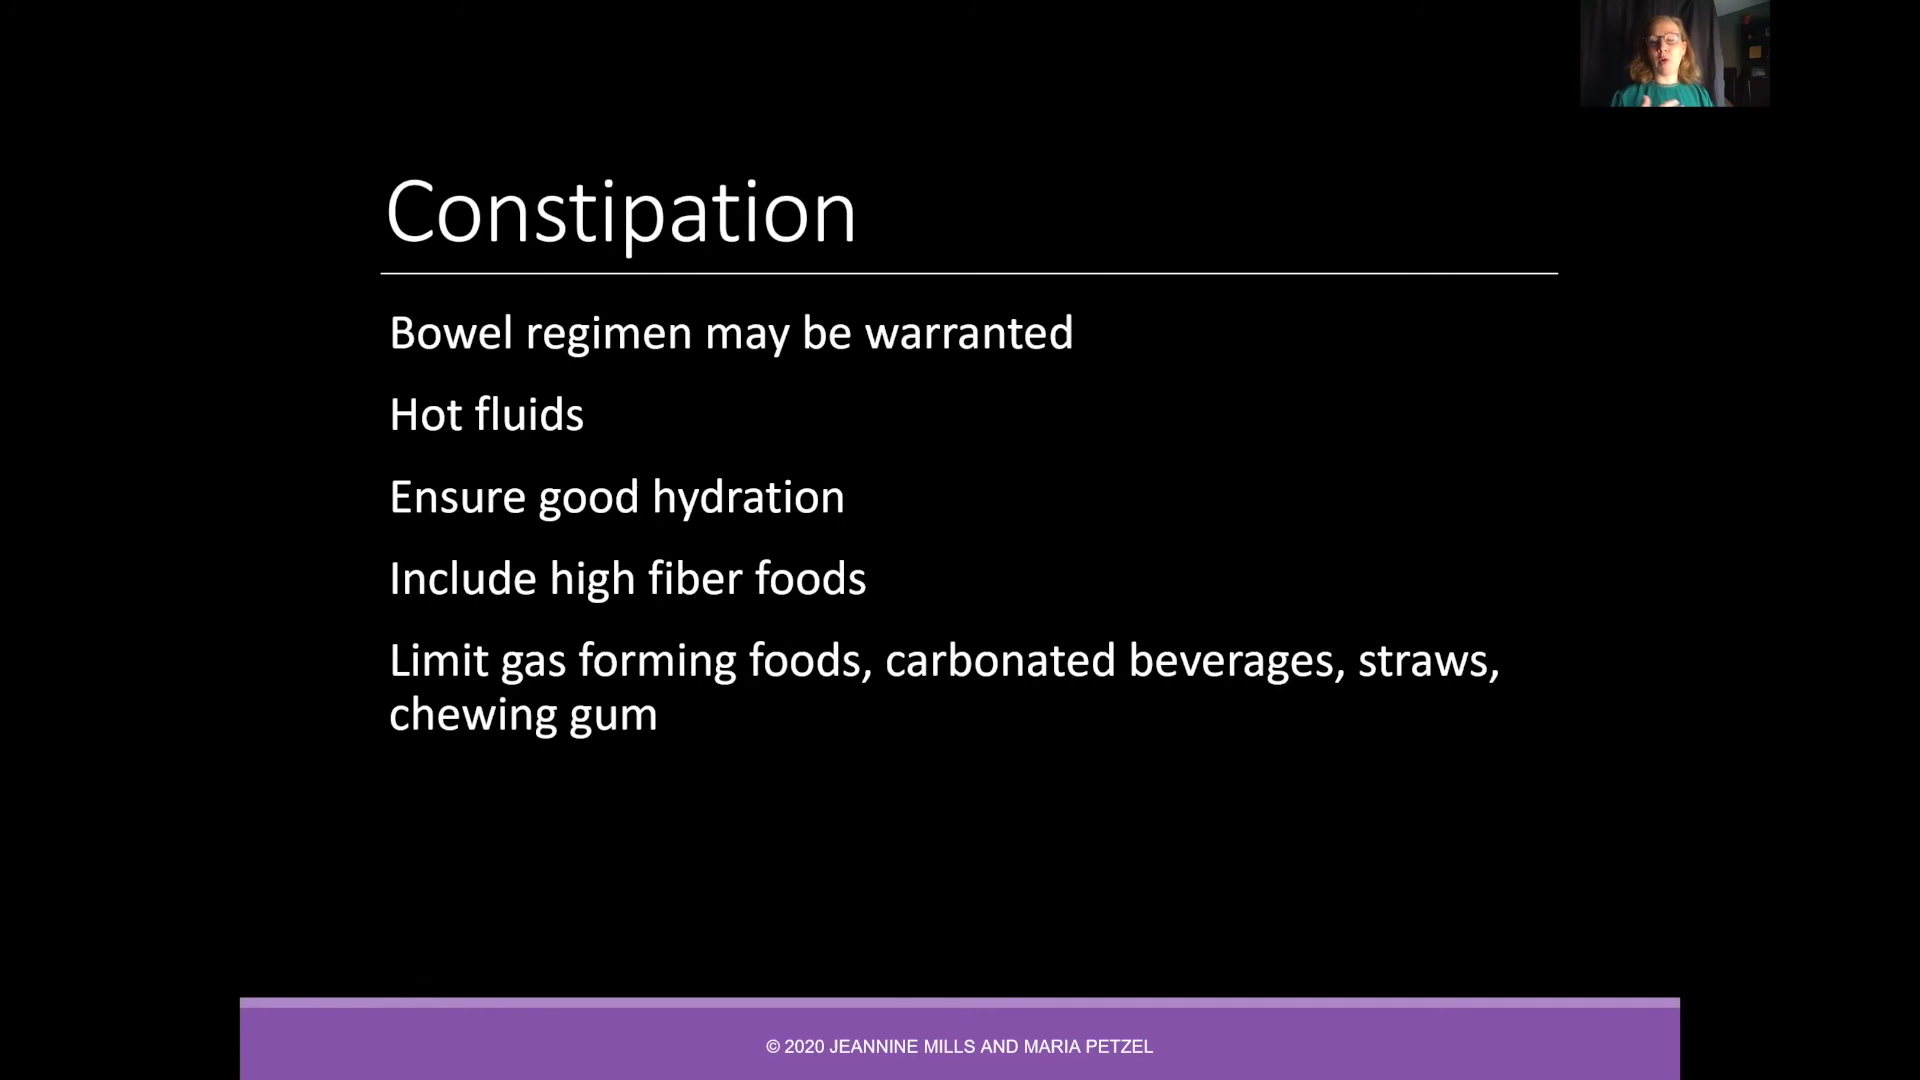 Constipation
Bowel regimen may be warranted
Hot fluids
Ensure good hydration
Include high fiber foods
Limit gas forming foods, carbonated beverages, straws,
chewing gum
© 2020 JEANNINE MILLS AND MARIA PETZEL